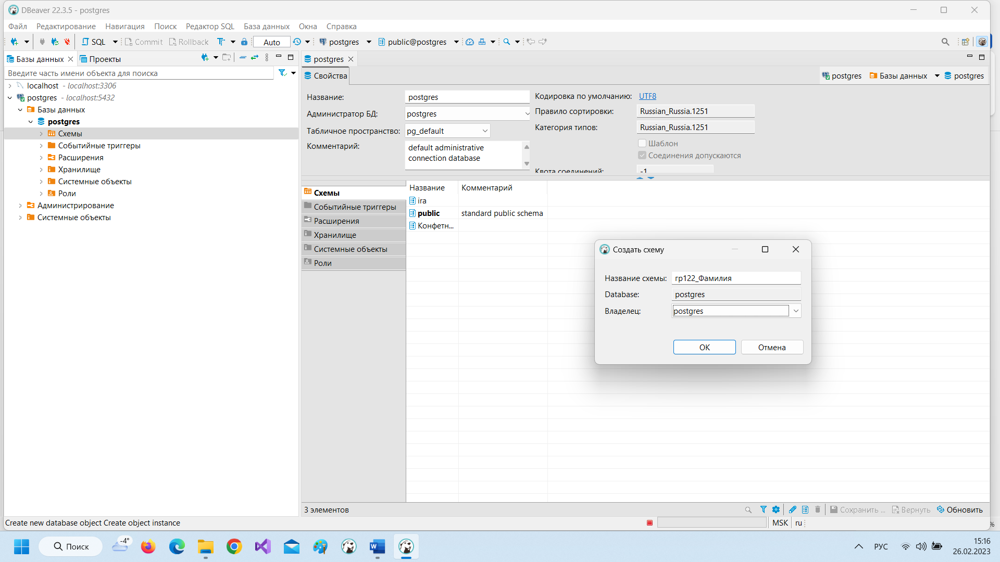 DBeaver 22.3.5 - postgres
Файл Редактирование Навигация Поиск Редактор SQL База данных Окна Справка
SQL Commit Rollback Auto postgres public@postgres
Базы данных Проекты
Введите часть имени объекта для поиска
localhost - localhost:3306
postgres - localhost:5432
Базы данных
postgres
Схемы
Событийные триггеры
Расширения
Хранилище
Системные объекты
Роли
Администрирование
Системные объекты
postgres
Свойства
postgres Базы данных postgres
Название: postgres
Администратор БД: postgres
Табличное пространство: pg_default
Комментарий: default administrative
connection database
Кодировка по умолчанию: UTF8
Правило сортировки: Russian_Russia.1251
Категория типов: Russian_Russia.1251
Шаблон
Соединения допускаются
Квота соединений: -1
Схемы
Событийные триггеры
Расширения
Хранилище
Системные объекты
Роли
Название Комментарий
ira
public standard public schema
Конфетн...
Создать схему
Название схемы: гр122_Фамилия
Database: postgres
Владелец: postgres
ОК Отмена
3 элементов
Сохранить ... Вернуть Обновить
Create new database object Create object instance
MSK ru
%
Поиск
-4°
РУС
15:16
26.02.2023